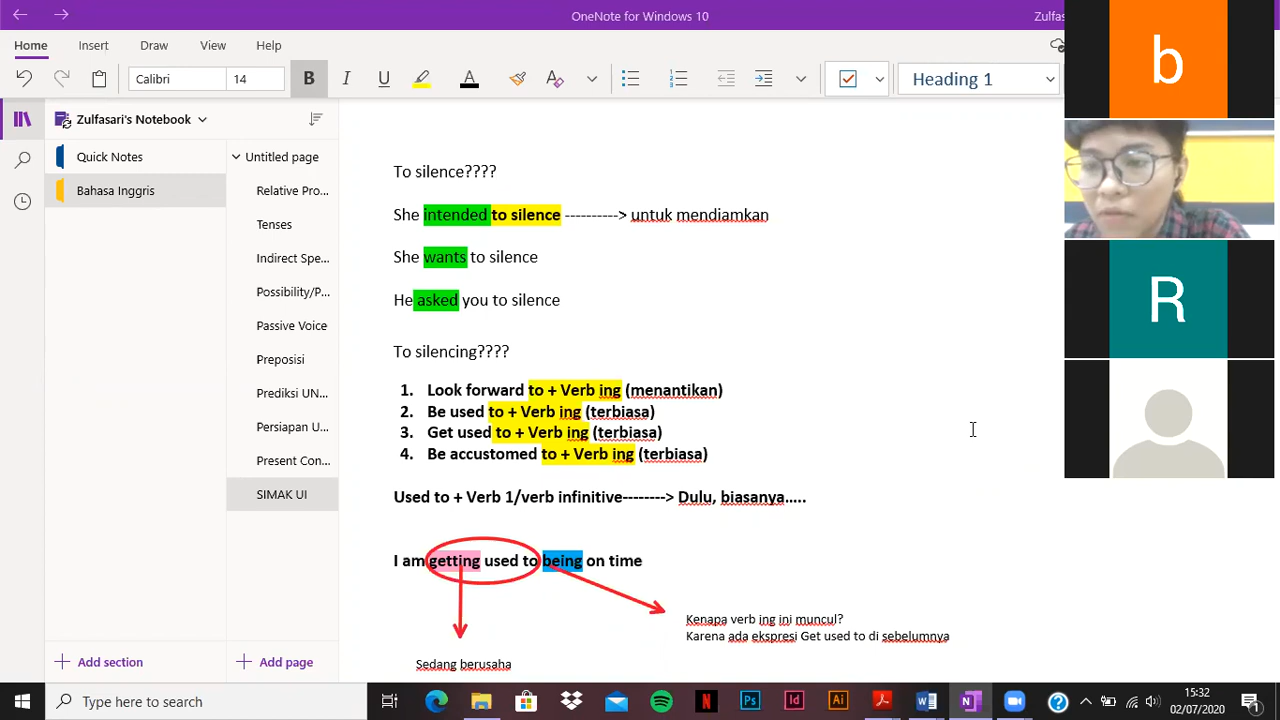 OneNote for Windows 10
Zulfas
Home Insert Draw View Help
Calibri 14 B I U A A Heading 1
Zulfasari's Notebook
Quick Notes
Bahasa Inggris
Untitled page
Relative Pro...
Tenses
Indirect Spe...
Possibility/P...
Passive Voice
Preposisi
Prediksi UN...
Persiapan U...
Present Con...
SIMAK UI
To silence????
She intended to silence ----------> untuk mendiamkan
She wants to silence
He asked you to silence
To silencing????
1. Look forward to + Verb ing (menantikan)
2. Be used to + Verb ing (terbiasa)
3. Get used to + Verb ing (terbiasa)
4. Be accustomed to + Verb ing (terbiasa)
Used to + Verb 1/verb infinitive--------> Dulu, biasanya…..
I am getting used to being on time
Kenapa verb ing ini muncul?
Karena ada ekspresi Get used to di sebelumnya
Sedang berusaha
b
R
+ Add section
+ Add page
Type here to search
N Ps Id Ai W N
15:32
02/07/2020
1